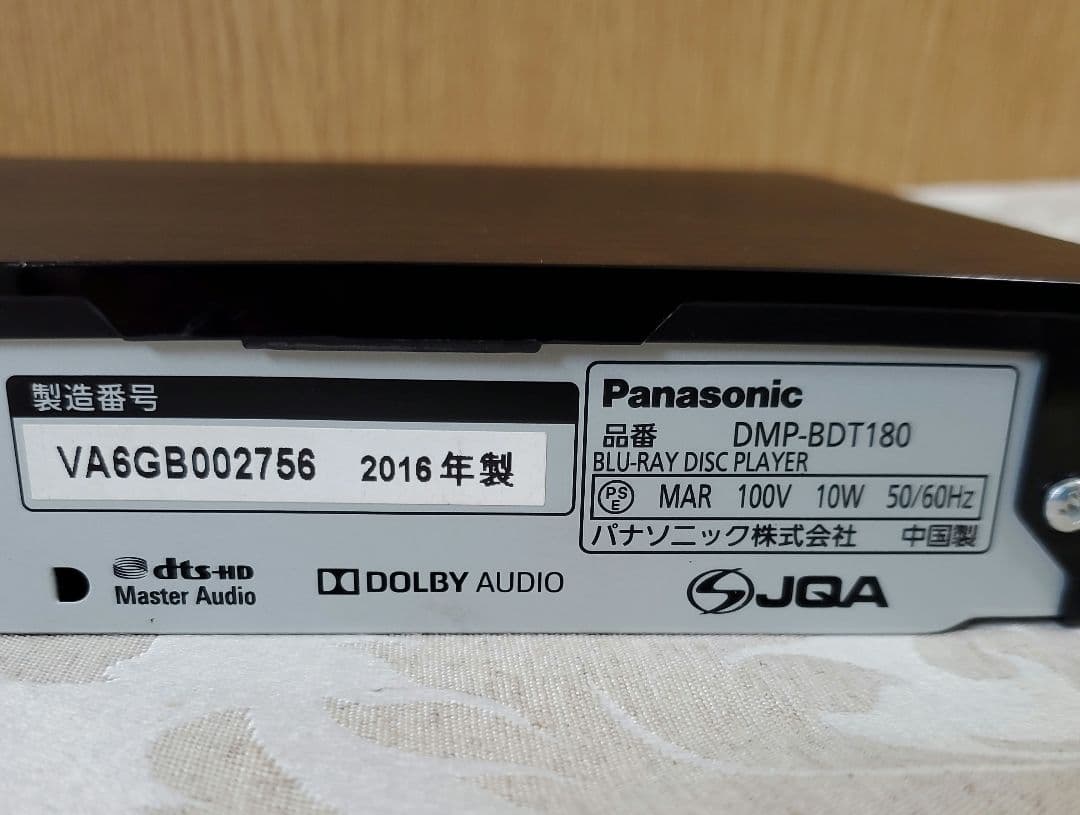 製造番号
VA6GB002756 2016年製
dts-HD
Master Audio
DOLBY AUDIO
Panasonic
品番 DMP-BDT180
BLU-RAY DISC PLAYER
PSE MAR 100V 10W 50/60Hz
パナソニック株式会社 中国製
JQA